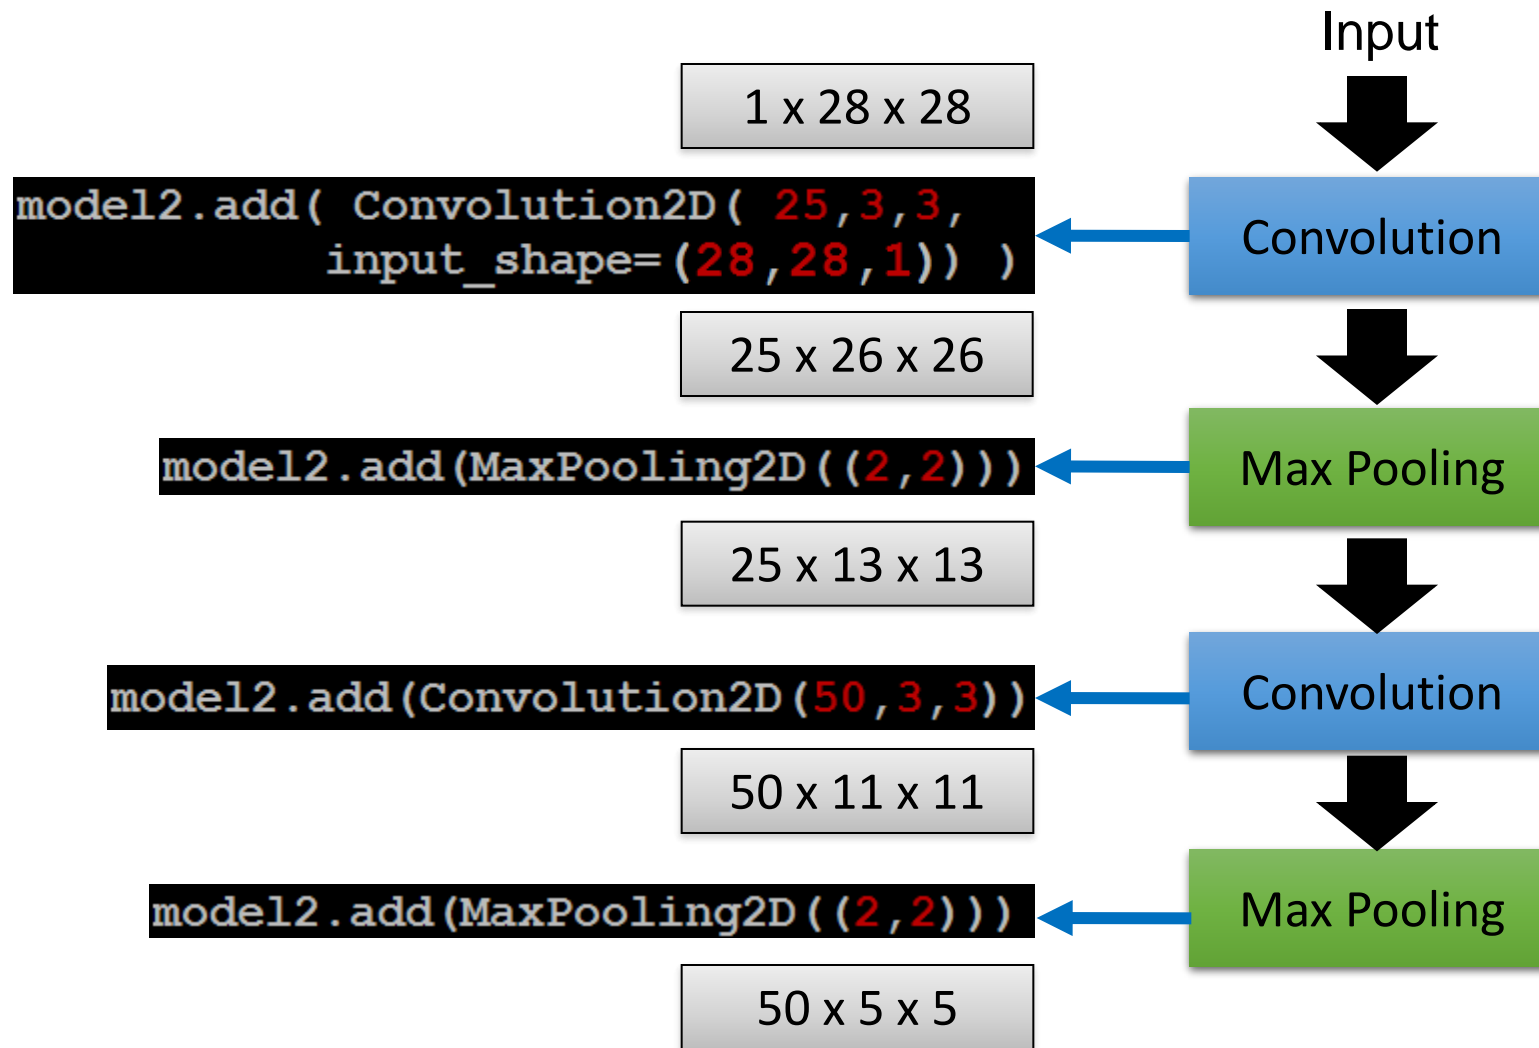 Input
1 x 28 x 28
model2.add( Convolution2D( 25,3,3,
input_shape=(28,28,1)) )
Convolution
25 x 26 x 26
model2.add(MaxPooling2D((2,2)))
Max Pooling
25 x 13 x 13
model2.add(Convolution2D(50,3,3))
Convolution
50 x 11 x 11
model2.add(MaxPooling2D((2,2)))
Max Pooling
50 x 5 x 5